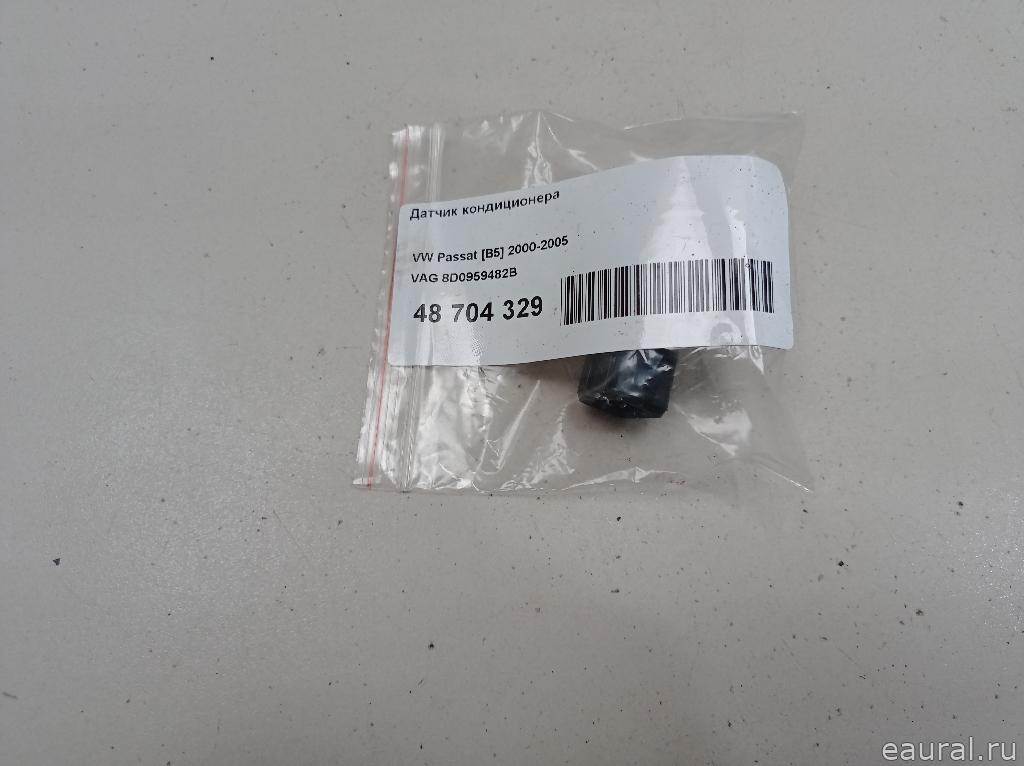 Датчик кондиционера
VW Passat [B5] 2000-2005
VAG 8D0959482B
48 704 329
eaural.ru